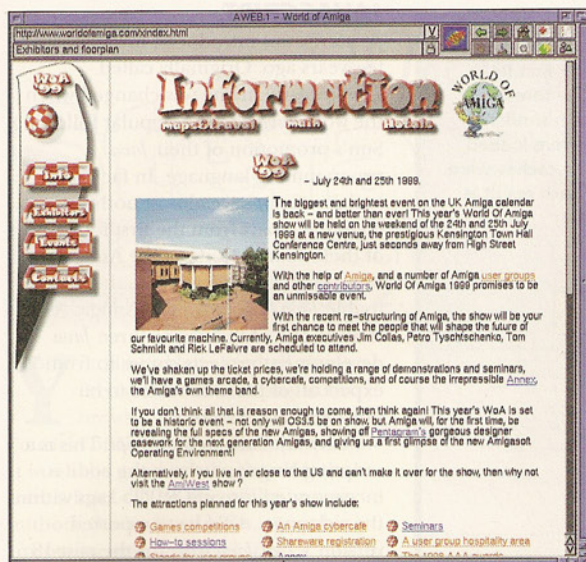 AWEB.1 – World of Amiga
http://www.worldofamiga.com/xindex.html
Exhibitors and floorplan
WoA
99
Information
maps&travel main Hotels
WORLD OF
AMIGA
WoA
'99
– July 24th and 25th 1999.
Info
Exhibitors
Events
Contents
The biggest and brightest event on the UK Amiga calendar
is back – and better than ever! This year's World Of Amiga
show will be held on the weekend of the 24th and 25th July
1999 at a new venue, the prestigious Kensington Town Hall
Conference Centre, just seconds away from High Street
Kensington.
With the help of Amiga, and a number of Amiga user groups
and other contributors, World Of Amiga 1999 promises to be
an unmissable event.
With the recent re-structuring of Amiga, the show will be your
first chance to meet the people that will shape the future of
our favourite machine. Currently, Amiga executives Jim Collas, Petro Tyschtschenko, Tom
Schmidt and Rick LeFaivre are scheduled to attend.
We've shaken up the ticket prices, we're holding a range of demonstrations and seminars,
we'll have a games arcade, a cybercafe, competitions, and of course the irrepressible Annex,
the Amiga's own theme band.
If you don't think all that is reason enough to come, then think again! This year's WoA is set
to be a historic event – not only will OS3.5 be on show, but Amiga will, for the first time, be
revealing the full specs of the new Amigas, showing off Pentagram's gorgeous designer
casework for the next generation Amigas, and giving us a first glimpse of the new Amigasoft
Operating Environment!
Alternatively, if you live in or close to the US and can't make it over for the show, then why not
visit the AmiWest show ?
The attractions planned for this year's show include:
Games competitions An Amiga cybercafe Seminars
How-to sessions Shareware registration A user group hospitality area
Stands for user groups Annex The 1998 AAA awards